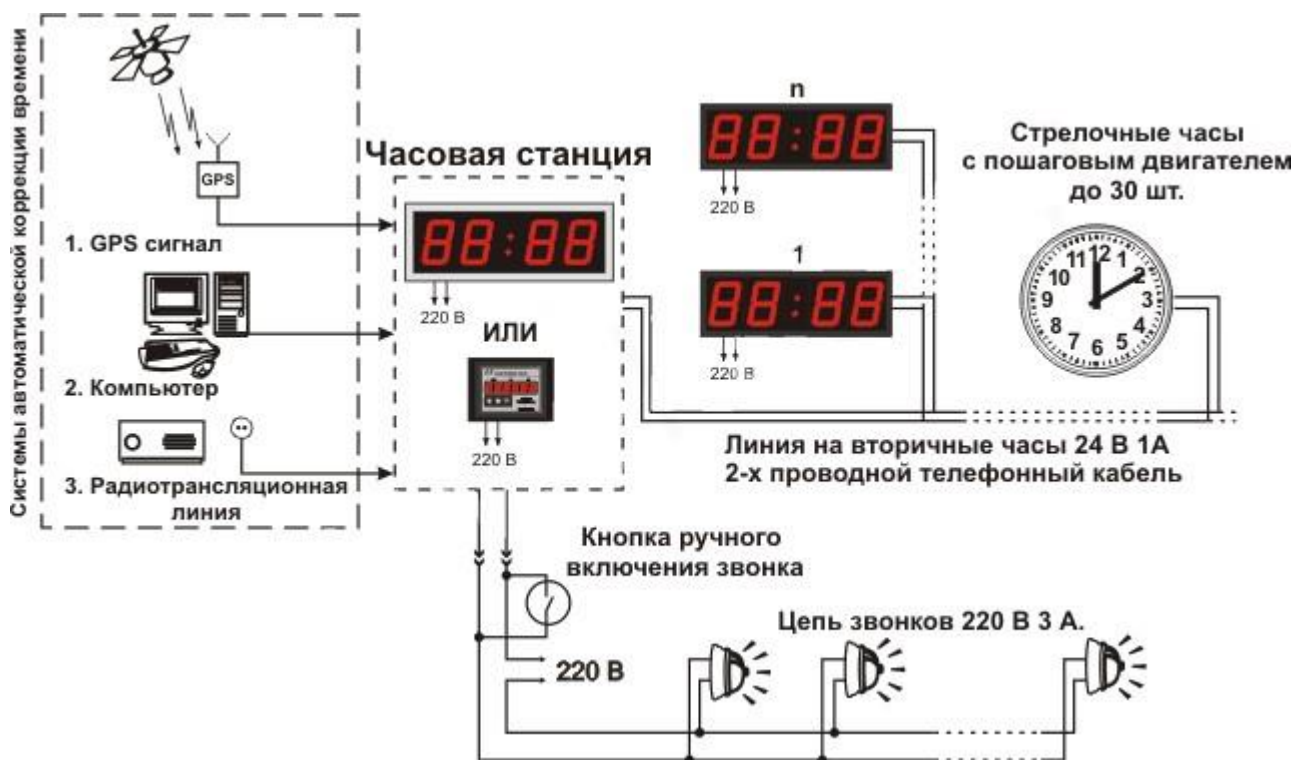 Системы автоматической коррекции времени
GPS
1. GPS сигнал
2. Компьютер
3. Радиотрансляционная
линия
Часовая станция
88:88
220 В
ИЛИ
220 В
n
88:88
220 В
1
88:88
220 В
Стрелочные часы
с пошаговым двигателем
до 30 шт.
12
1
2
3
4
5
6
7
8
9
10
11
Линия на вторичные часы 24 В 1А
2-х проводной телефонный кабель
Кнопка ручного
включения звонка
220 В
Цепь звонков 220 В 3 А.